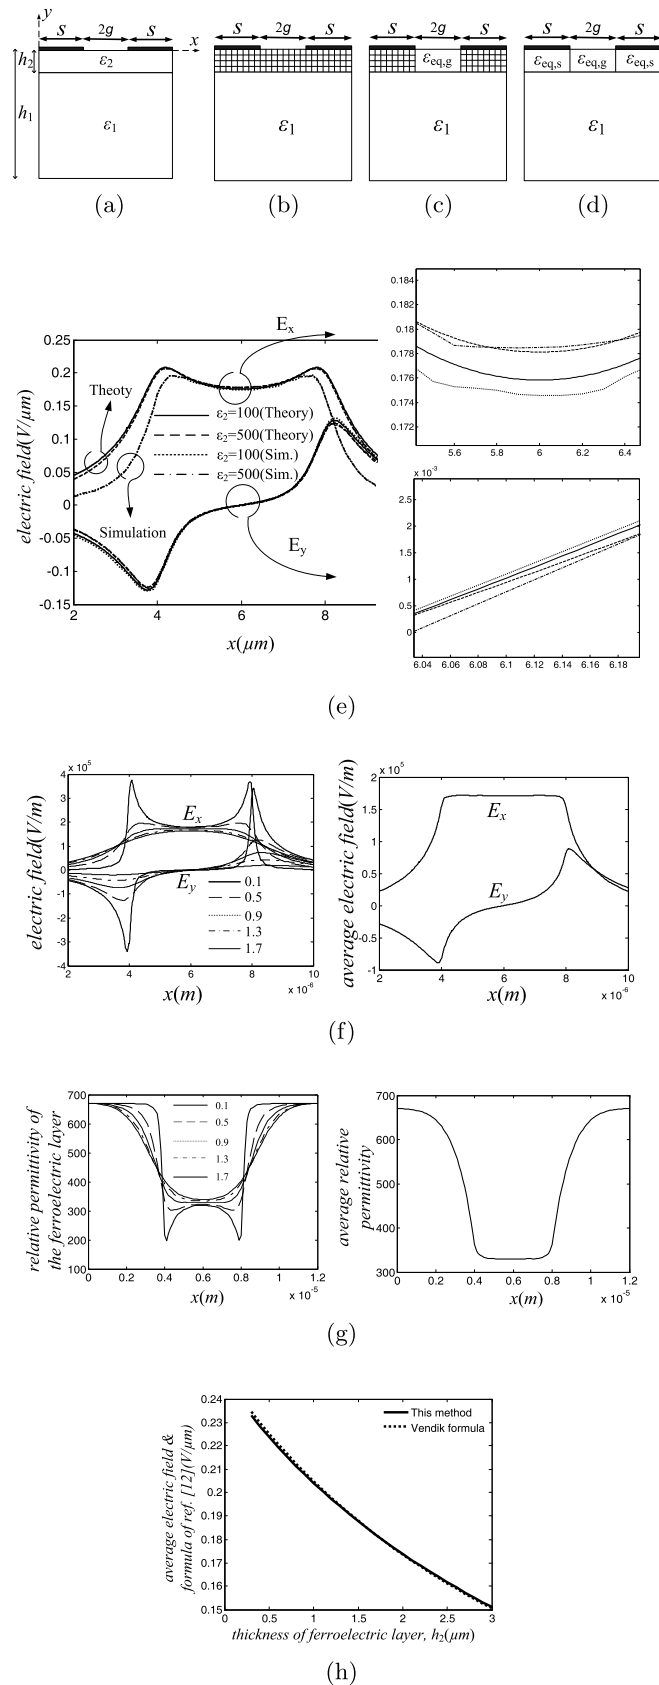 y
S 2g S
x
h₂
ε₂
h₁
ε₁
(a)
S 2g S
ε₁
(b)
S 2g S
εeq,g
ε₁
(c)
S 2g S
εeq,s εeq,g εeq,s
ε₁
(d)
electric field(V/μm)
0.25
0.2
0.15
0.1
0.05
0
-0.05
-0.1
-0.15
2 4 6 8
x(μm)
Eₓ
Theoty
ε₂=100(Theory)
ε₂=500(Theory)
ε₂=100(Sim.)
ε₂=500(Sim.)
Simulation
E_y
0.184
0.182
0.18
0.178
0.176
0.174
0.172
5.6 5.8 6 6.2 6.4
x 10⁻³
2.5
2
1.5
1
0.5
0
6.04 6.06 6.08 6.1 6.12 6.14 6.16 6.18
(e)
electric field(V/m)
x 10⁵
4
3
2
1
0
-1
-2
-3
-4
2 4 6 8 10
x 10⁻⁶
x(m)
Eₓ
E_y
0.1
0.5
0.9
1.3
1.7
average electric field(V/m)
x 10⁵
2
1.5
1
0.5
0
-0.5
-1
2 4 6 8 10
x 10⁻⁶
x(m)
Eₓ
E_y
(f)
relative permittivity of
the ferroelectric layer
700
600
500
400
300
200
100
0 0.2 0.4 0.6 0.8 1 1.2
x 10⁻⁵
x(m)
0.1
0.5
0.9
1.3
1.7
average relative
permittivity
700
600
500
400
300
0 0.2 0.4 0.6 0.8 1 1.2
x 10⁻⁵
x(m)
(g)
average electric field &
formula of ref. [12](V/μm)
0.24
0.23
0.22
0.21
0.2
0.19
0.18
0.17
0.16
0.15
0 0.5 1 1.5 2 2.5 3
This method
Vendik formula
thickness of ferroelectric layer, h₂(μm)
(h)